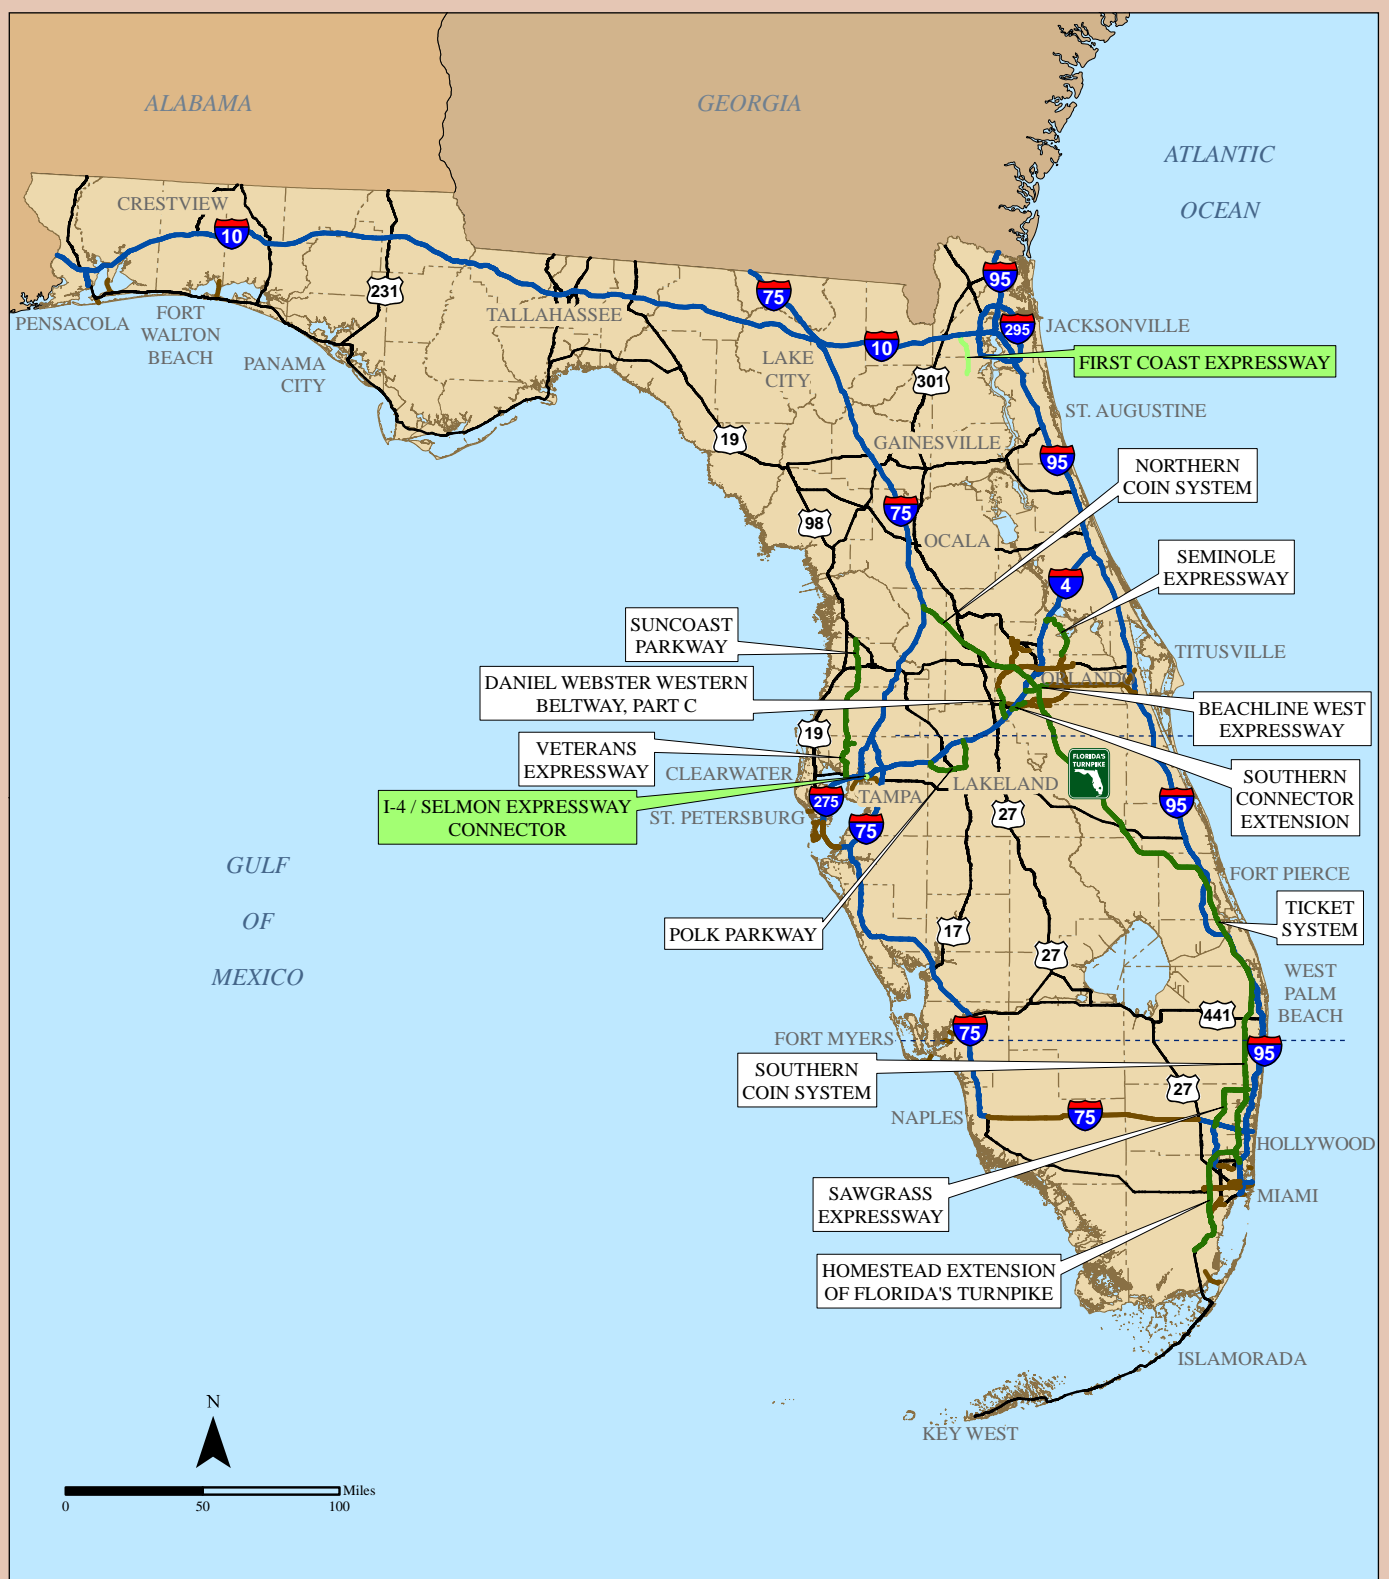 ALABAMA
GEORGIA
ATLANTIC
OCEAN
CRESTVIEW
10
95
231
75
PENSACOLA
FORT
WALTON
BEACH
TALLAHASSEE
295
JACKSONVILLE
10
LAKE
CITY
PANAMA
CITY
FIRST COAST EXPRESSWAY
301
ST. AUGUSTINE
19
GAINESVILLE
95
NORTHERN
COIN SYSTEM
75
98
OCALA
SEMINOLE
EXPRESSWAY
4
SUNCOAST
PARKWAY
TITUSVILLE
DANIEL WEBSTER WESTERN
BELTWAY, PART C
ORLANDO
BEACHLINE WEST
EXPRESSWAY
19
VETERANS
EXPRESSWAY
FLORIDA'S
TURNPIKE
CLEARWATER
LAKELAND
SOUTHERN
CONNECTOR
EXTENSION
I-4 / SELMON EXPRESSWAY
CONNECTOR
275
TAMPA
95
ST. PETERSBURG
75
27
GULF
OF
MEXICO
FORT PIERCE
TICKET
SYSTEM
POLK PARKWAY
17
27
WEST
PALM
BEACH
441
FORT MYERS
75
95
SOUTHERN
COIN SYSTEM
27
NAPLES
75
HOLLYWOOD
SAWGRASS
EXPRESSWAY
MIAMI
HOMESTEAD EXTENSION
OF FLORIDA'S TURNPIKE
ISLAMORADA
KEY WEST
N
Miles
0 50 100